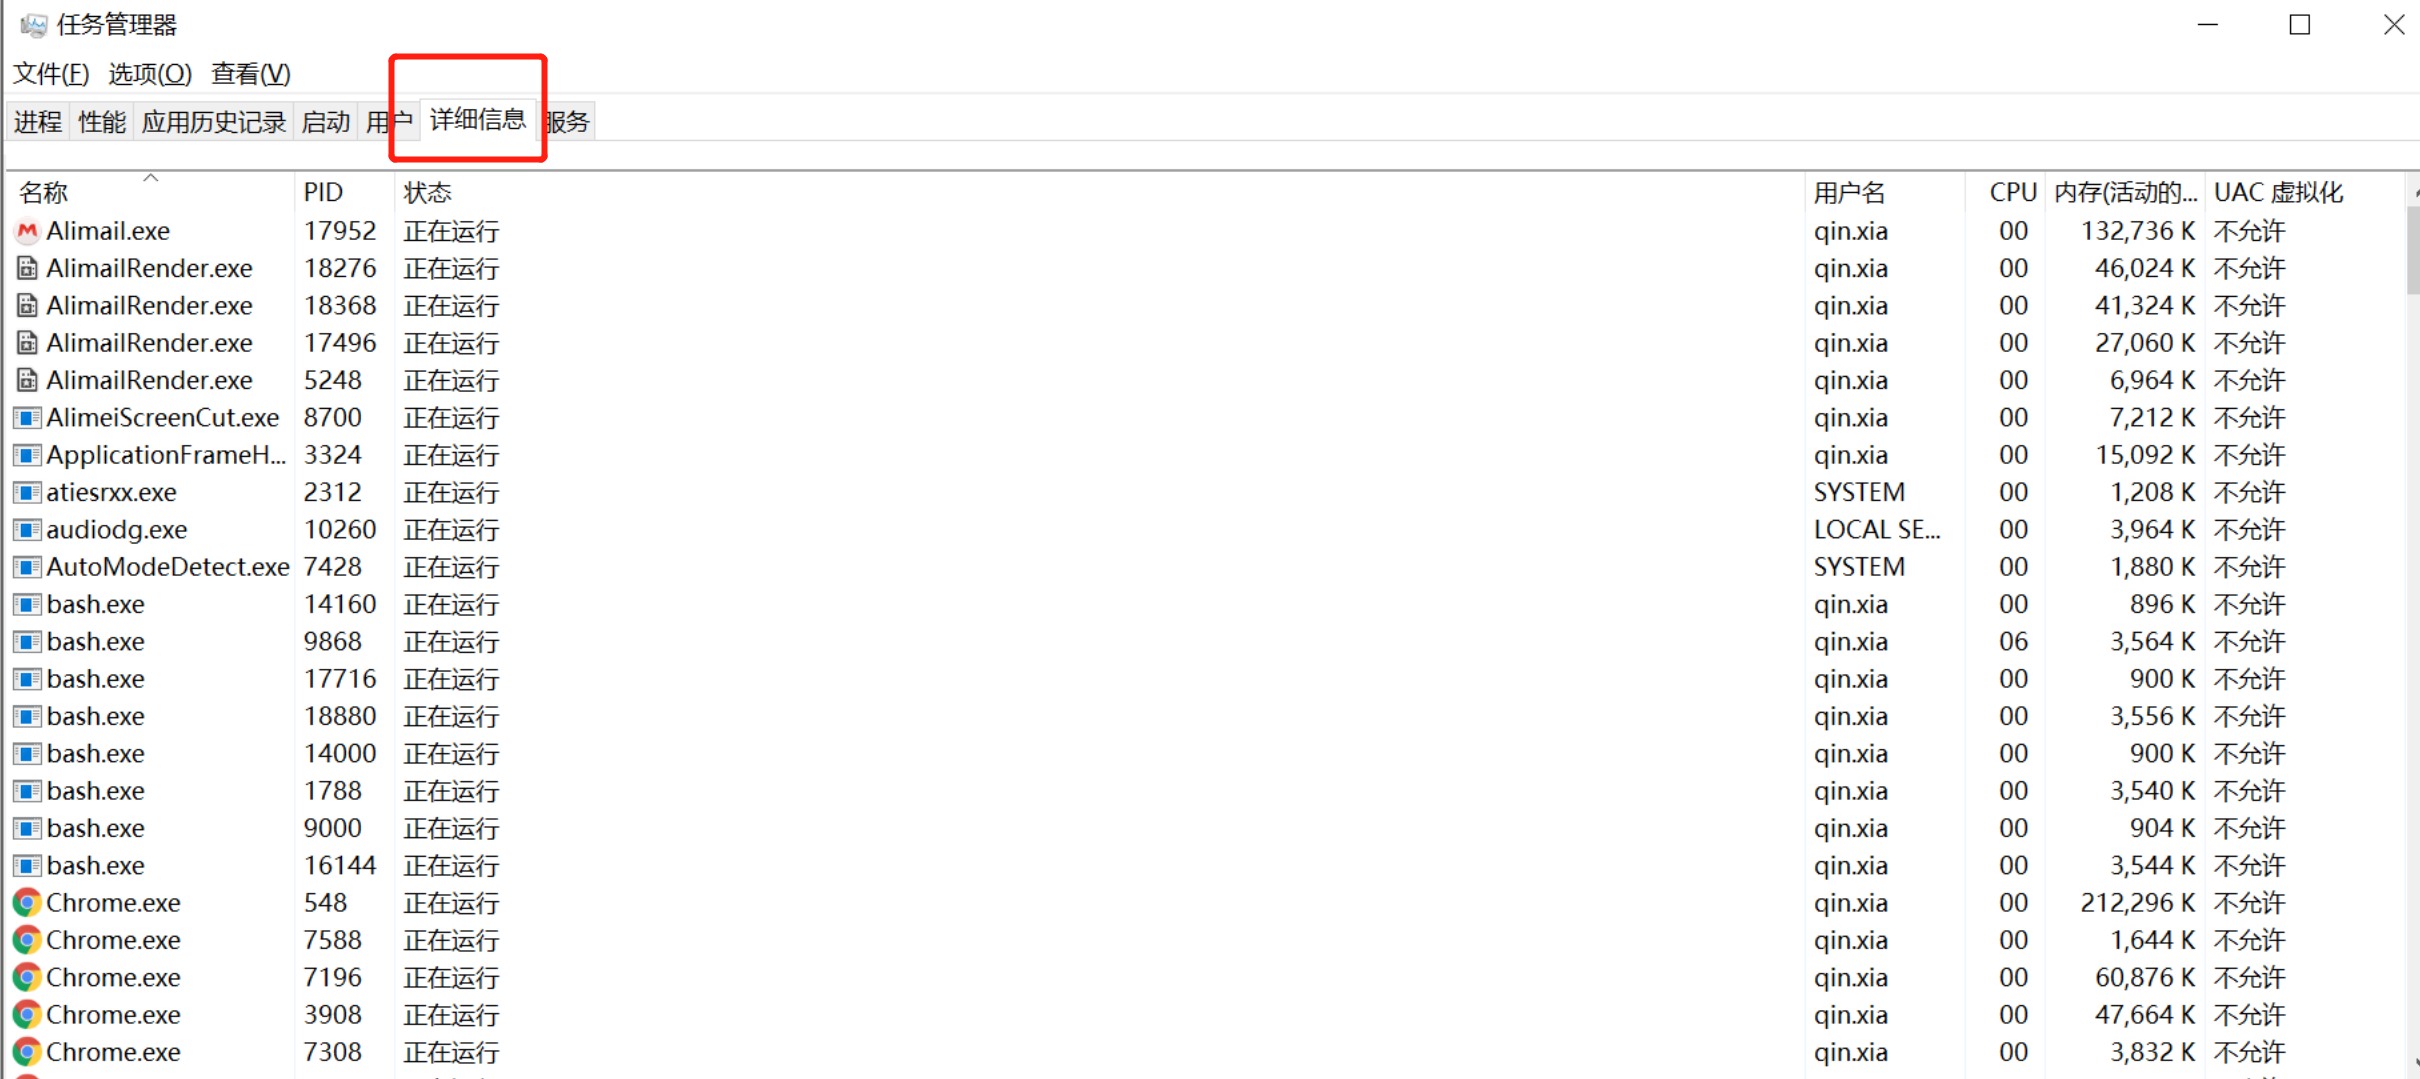 任务管理器
文件(F) 选项(O) 查看(V)
进程 性能 应用历史记录 启动 用户 详细信息 服务
名称 PID 状态 用户名 CPU 内存(活动的... UAC 虚拟化
Alimail.exe 17952 正在运行 qin.xia 00 132,736 K 不允许
AlimailRender.exe 18276 正在运行 qin.xia 00 46,024 K 不允许
AlimailRender.exe 18368 正在运行 qin.xia 00 41,324 K 不允许
AlimailRender.exe 17496 正在运行 qin.xia 00 27,060 K 不允许
AlimailRender.exe 5248 正在运行 qin.xia 00 6,964 K 不允许
AlimeiScreenCut.exe 8700 正在运行 qin.xia 00 7,212 K 不允许
ApplicationFrameH... 3324 正在运行 qin.xia 00 15,092 K 不允许
atiesrxx.exe 2312 正在运行 SYSTEM 00 1,208 K 不允许
audiodg.exe 10260 正在运行 LOCAL SE... 00 3,964 K 不允许
AutoModeDetect.exe 7428 正在运行 SYSTEM 00 1,880 K 不允许
bash.exe 14160 正在运行 qin.xia 00 896 K 不允许
bash.exe 9868 正在运行 qin.xia 06 3,564 K 不允许
bash.exe 17716 正在运行 qin.xia 00 900 K 不允许
bash.exe 18880 正在运行 qin.xia 00 3,556 K 不允许
bash.exe 14000 正在运行 qin.xia 00 900 K 不允许
bash.exe 1788 正在运行 qin.xia 00 3,540 K 不允许
bash.exe 9000 正在运行 qin.xia 00 904 K 不允许
bash.exe 16144 正在运行 qin.xia 00 3,544 K 不允许
Chrome.exe 548 正在运行 qin.xia 00 212,296 K 不允许
Chrome.exe 7588 正在运行 qin.xia 00 1,644 K 不允许
Chrome.exe 7196 正在运行 qin.xia 00 60,876 K 不允许
Chrome.exe 3908 正在运行 qin.xia 00 47,664 K 不允许
Chrome.exe 7308 正在运行 qin.xia 00 3,832 K 不允许